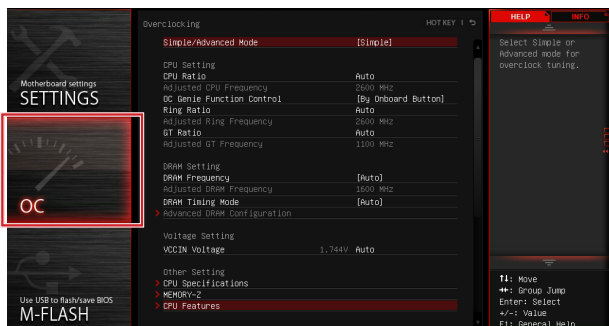 Motherboard settings
SETTINGS
OC
Use USB to flash/save BIOS
M-FLASH
Overclocking
HOT KEY
Simple/Advanced Mode [Simple]
CPU Setting
CPU Ratio Auto
Adjusted CPU Frequency 2600 MHz
OC Genie Function Control [By Onboard Button]
Ring Ratio Auto
Adjusted Ring Frequency 2600 MHz
GT Ratio Auto
Adjusted GT Frequency 1100 MHz
DRAM Setting
DRAM Frequency [Auto]
Adjusted DRAM Frequency 1600 MHz
DRAM Timing Mode [Auto]
> Advanced DRAM Configuration
Voltage Setting
VCCIN Voltage 1.744V Auto
Other Setting
> CPU Specifications
> MEMORY-Z
> CPU Features
HELP INFO
Select Simple or
Advanced mode for
overclock tuning.
↑↓: Move
→←: Group Jump
Enter: Select
+/-: Value
F1: General Help